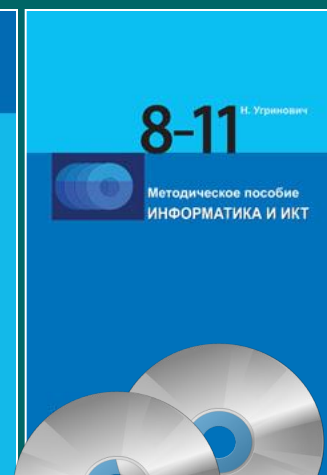 Н. Угринович
8-11
Методическое пособие
ИНФОРМАТИКА И ИКТ